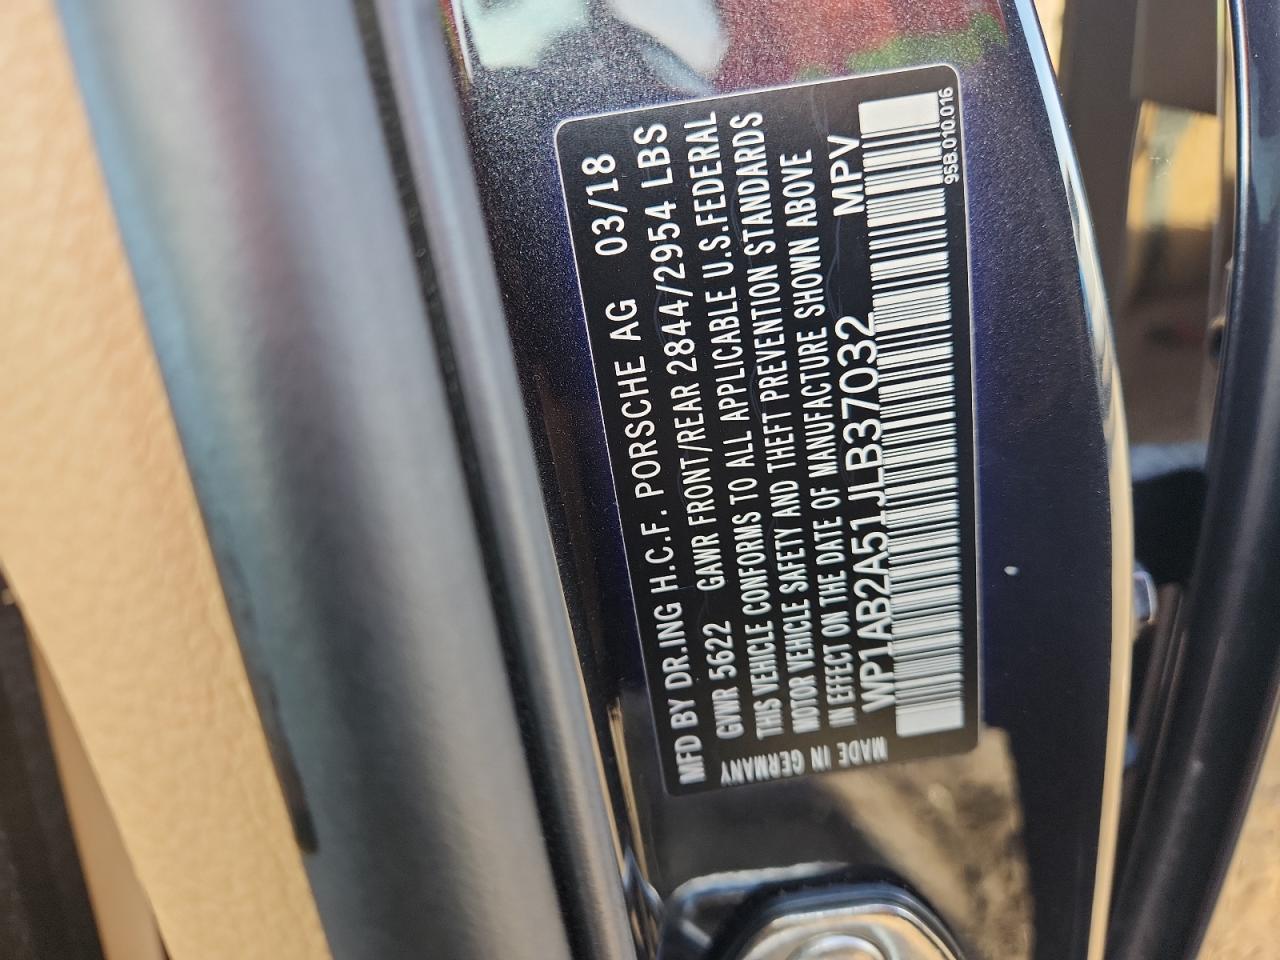 MFD BY DR.ING H.C.F. PORSCHE AG 03/18
GVWR 5622 GAWR FRONT/REAR 2844/2954 LBS
THIS VEHICLE CONFORMS TO ALL APPLICABLE U.S.FEDERAL
MOTOR VEHICLE SAFETY AND THEFT PREVENTION STANDARDS
IN EFFECT ON THE DATE OF MANUFACTURE SHOWN ABOVE
WP1AB2A51JLB37032 MPV
95B.010.016
MADE IN GERMANY